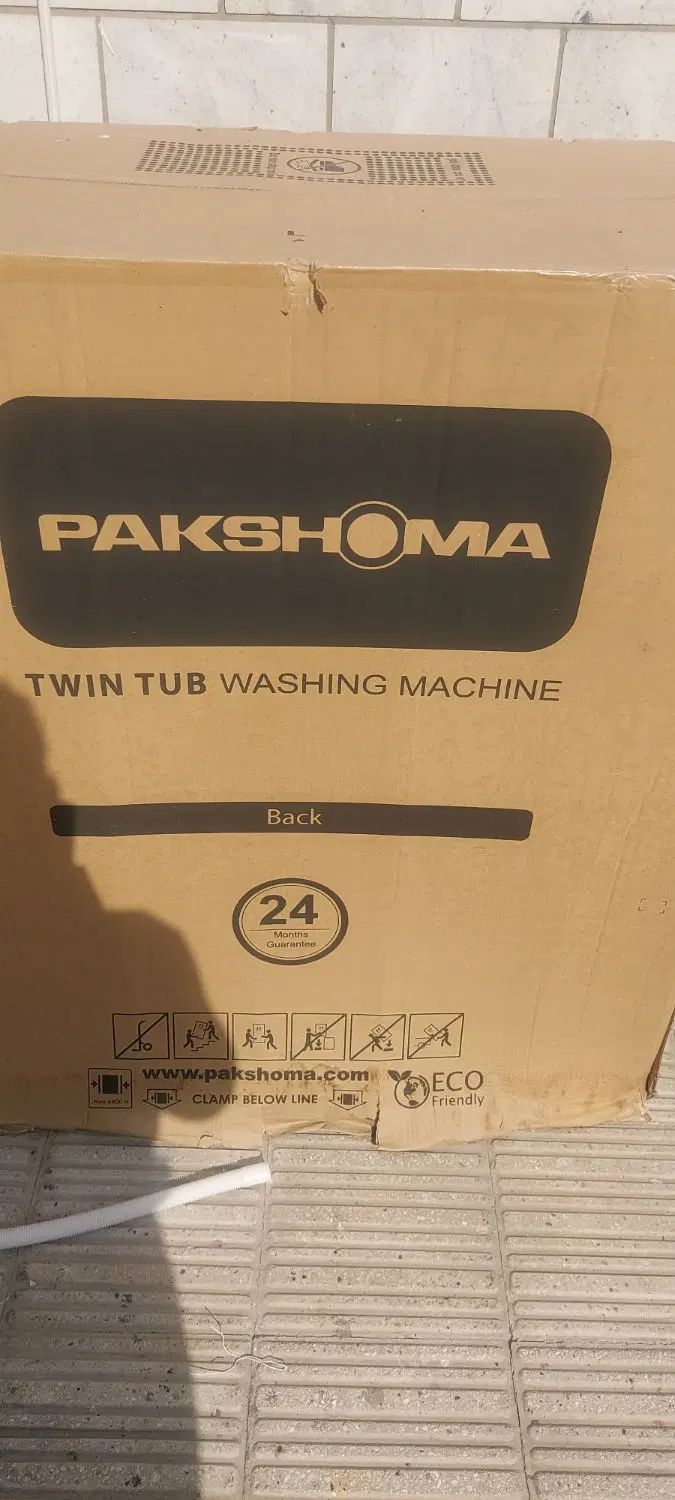 PAKSHOMA
TWIN TUB WASHING MACHINE
Back
24
Months
Guarantee
www.pakshoma.com
CLAMP BELOW LINE
ECO
Friendly